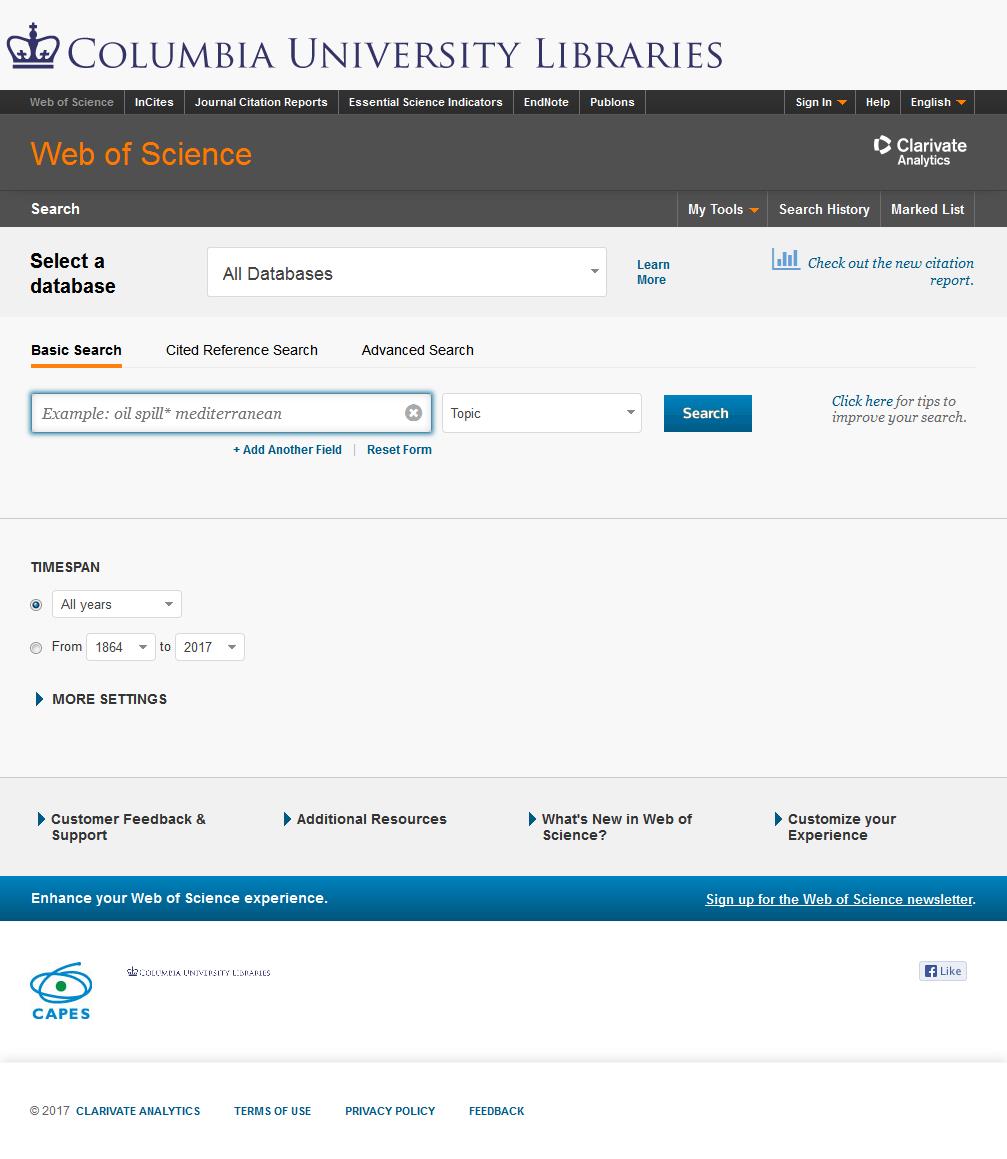 COLUMBIA UNIVERSITY LIBRARIES
Web of Science InCites Journal Citation Reports Essential Science Indicators EndNote Publons Sign In Help English
Web of Science
Clarivate
Analytics
Search My Tools Search History Marked List
Select a
database
All Databases
Learn
More
Check out the new citation
report.
Basic Search Cited Reference Search Advanced Search
Example: oil spill* mediterranean
Topic
Search
Click here for tips to
improve your search.
+ Add Another Field | Reset Form
TIMESPAN
All years
From 1864 to 2017
MORE SETTINGS
Customer Feedback &
Support
Additional Resources
What's New in Web of
Science?
Customize your
Experience
Enhance your Web of Science experience. Sign up for the Web of Science newsletter.
CAPES
COLUMBIA UNIVERSITY LIBRARIES
Like
© 2017 CLARIVATE ANALYTICS TERMS OF USE PRIVACY POLICY FEEDBACK